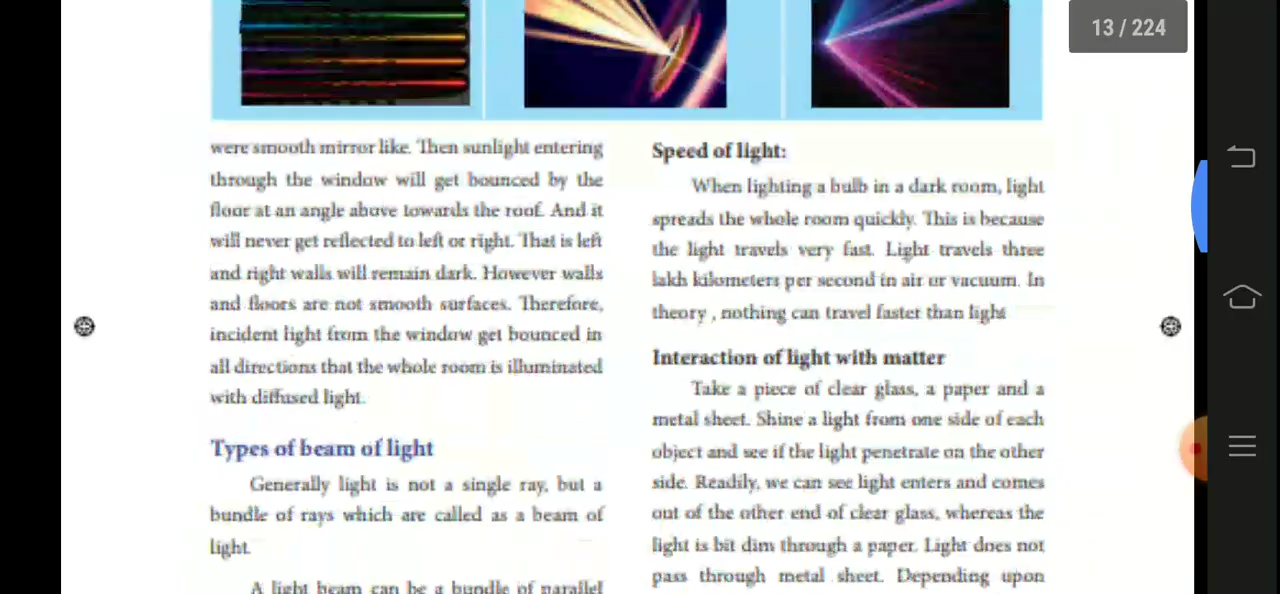 13 / 224
were smooth mirror like. Then sunlight entering
through the window will get bounced by the
floor at an angle above towards the roof. And it
will never get reflected to left or right. That is left
and right walls will remain dark. However walls
and floors are not smooth surfaces. Therefore,
incident light from the window get bounced in
all directions that the whole room is illuminated
with diffused light.
Types of beam of light
Generally light is not a single ray, but a
bundle of rays which are called as a beam of
light.
A light beam can be a bundle of parallel
Speed of light:
When lighting a bulb in a dark room, light
spreads the whole room quickly. This is because
the light travels very fast. Light travels three
lakh kilometers per second in air or vacuum. In
theory , nothing can travel faster than light
Interaction of light with matter
Take a piece of clear glass, a paper and a
metal sheet. Shine a light from one side of each
object and see if the light penetrate on the other
side. Readily, we can see light enters and comes
out of the other end of clear glass, whereas the
light is bit dim through a paper. Light does not
pass through metal sheet. Depending upon